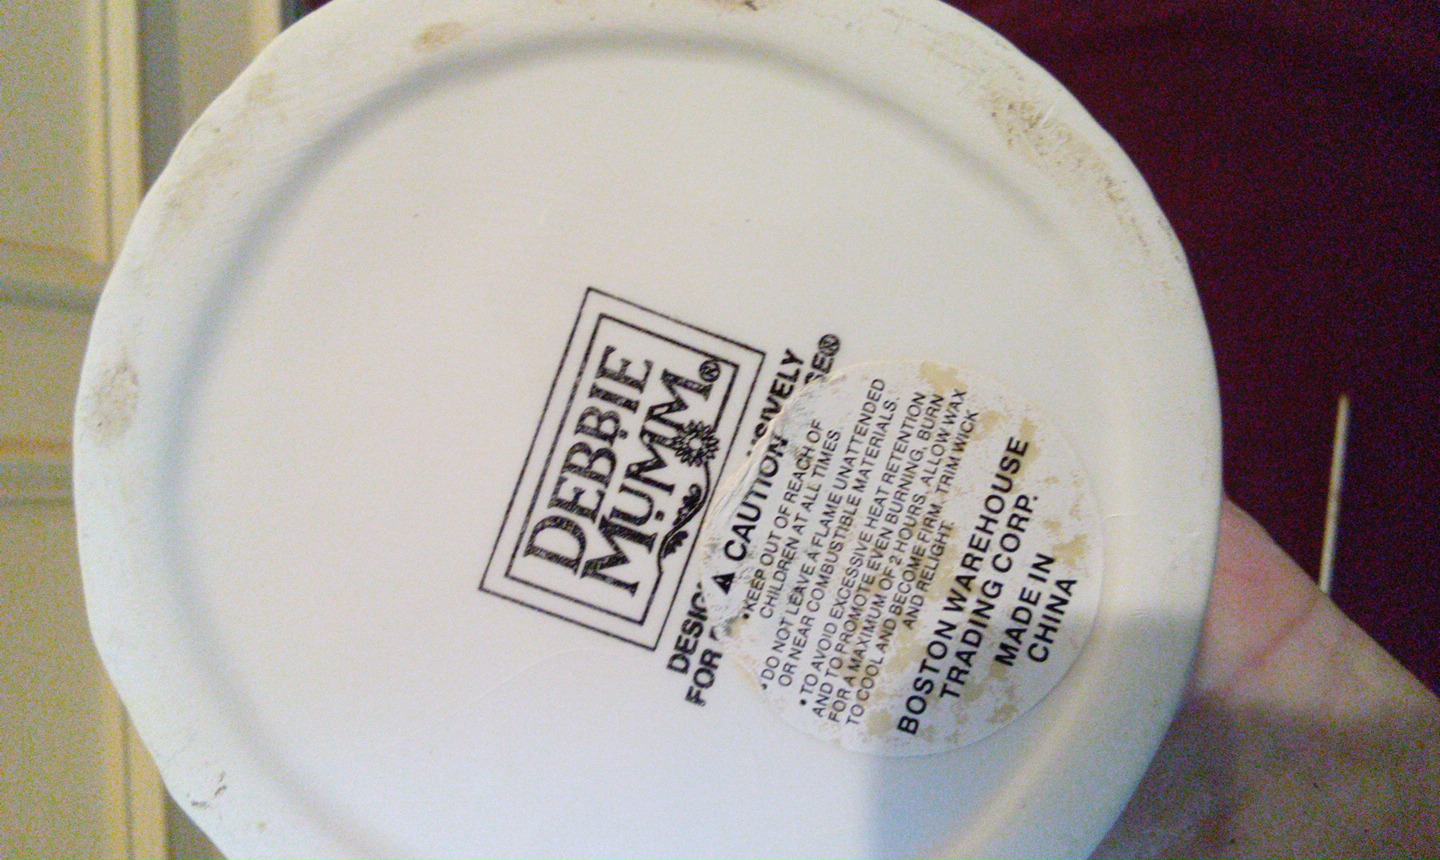 DEBBIE
MUMM®
DESIG SIVELY
FOR SE®
⚠ CAUTION
•KEEP OUT OF REACH OF
CHILDREN AT ALL TIMES
•DO NOT LEAVE A FLAME UNATTENDED
OR NEAR COMBUSTIBLE MATERIALS.
• TO AVOID EXCESSIVE HEAT RETENTION
AND TO PROMOTE EVEN BURNING, BURN
FOR A MAXIMUM OF 2 HOURS, ALLOW WAX
TO COOL AND BECOME FIRM, TRIM WICK
AND RELIGHT.
BOSTON WAREHOUSE
TRADING CORP.
MADE IN
CHINA